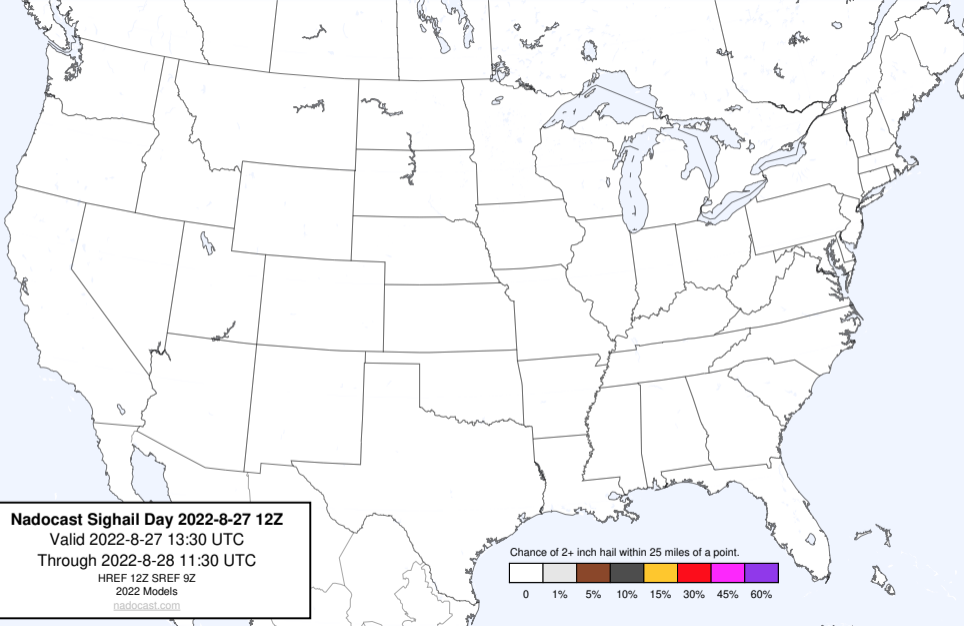 Nadocast Sighail Day 2022-8-27 12Z
Valid 2022-8-27 13:30 UTC
Through 2022-8-28 11:30 UTC
HREF 12Z SREF 9Z
2022 Models
nadocast.com
Chance of 2+ inch hail within 25 miles of a point.
0 1% 5% 10% 15% 30% 45% 60%